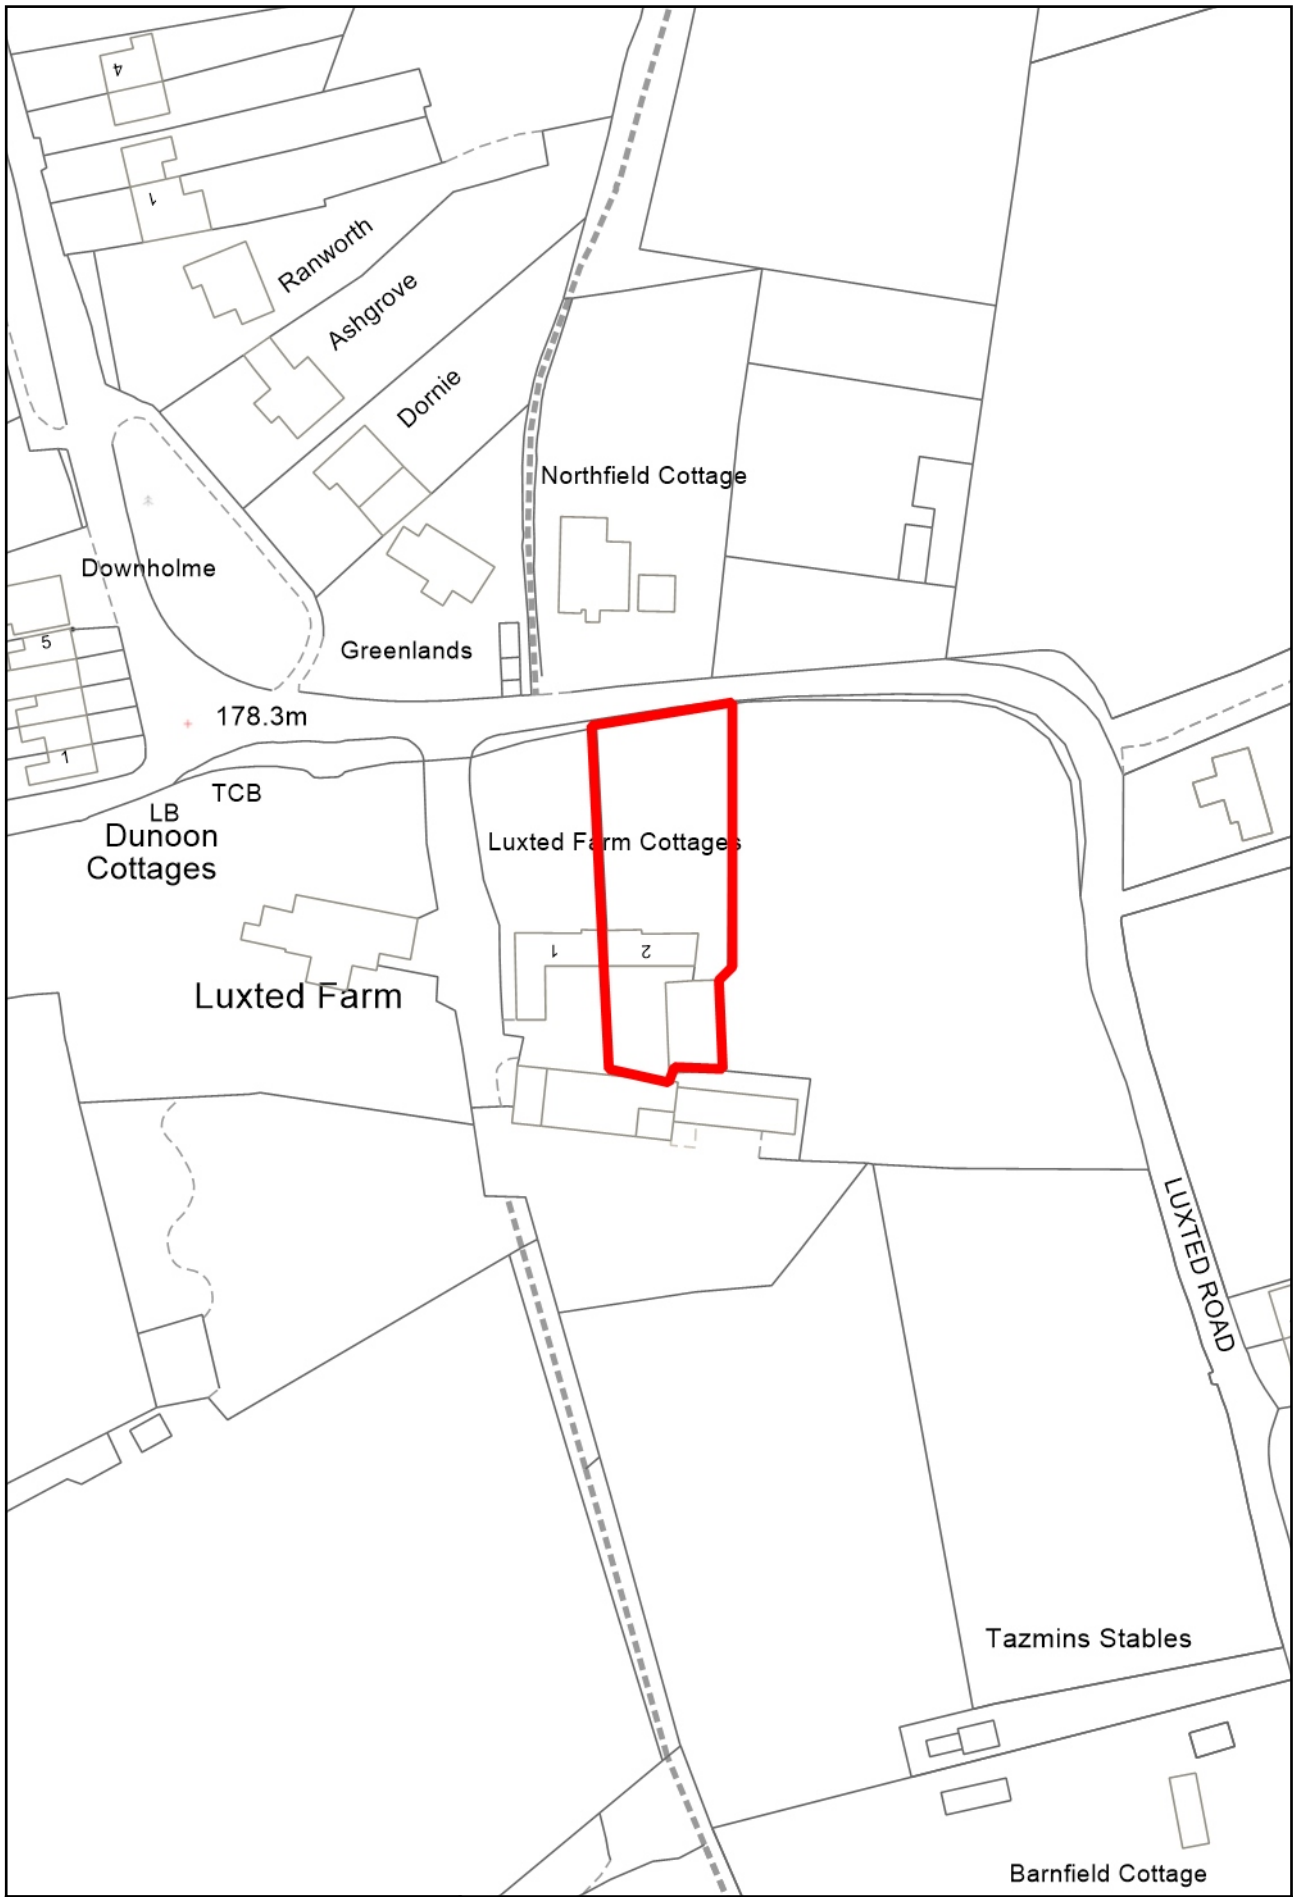 4
1
Ranworth
Ashgrove
Dornie
Northfield Cottage
Downholme
5
Greenlands
178.3m
1
TCB
LB
Dunoon
Cottages
Luxted Farm Cottages
1
2
Luxted Farm
LUXTED ROAD
Tazmins Stables
Barnfield Cottage